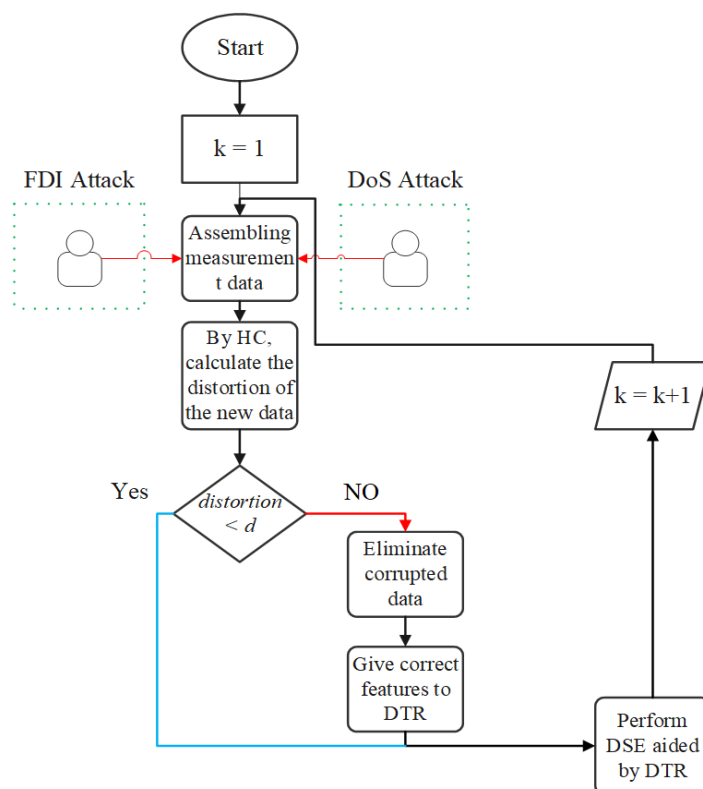 Start
k = 1
FDI Attack
DoS Attack
Assembling
measuremen
t data
By HC,
calculate the
distortion of
the new data
k = k+1
Yes
distortion
< d
NO
Eliminate
corrupted
data
Give correct
features to
DTR
Perform
DSE aided
by DTR